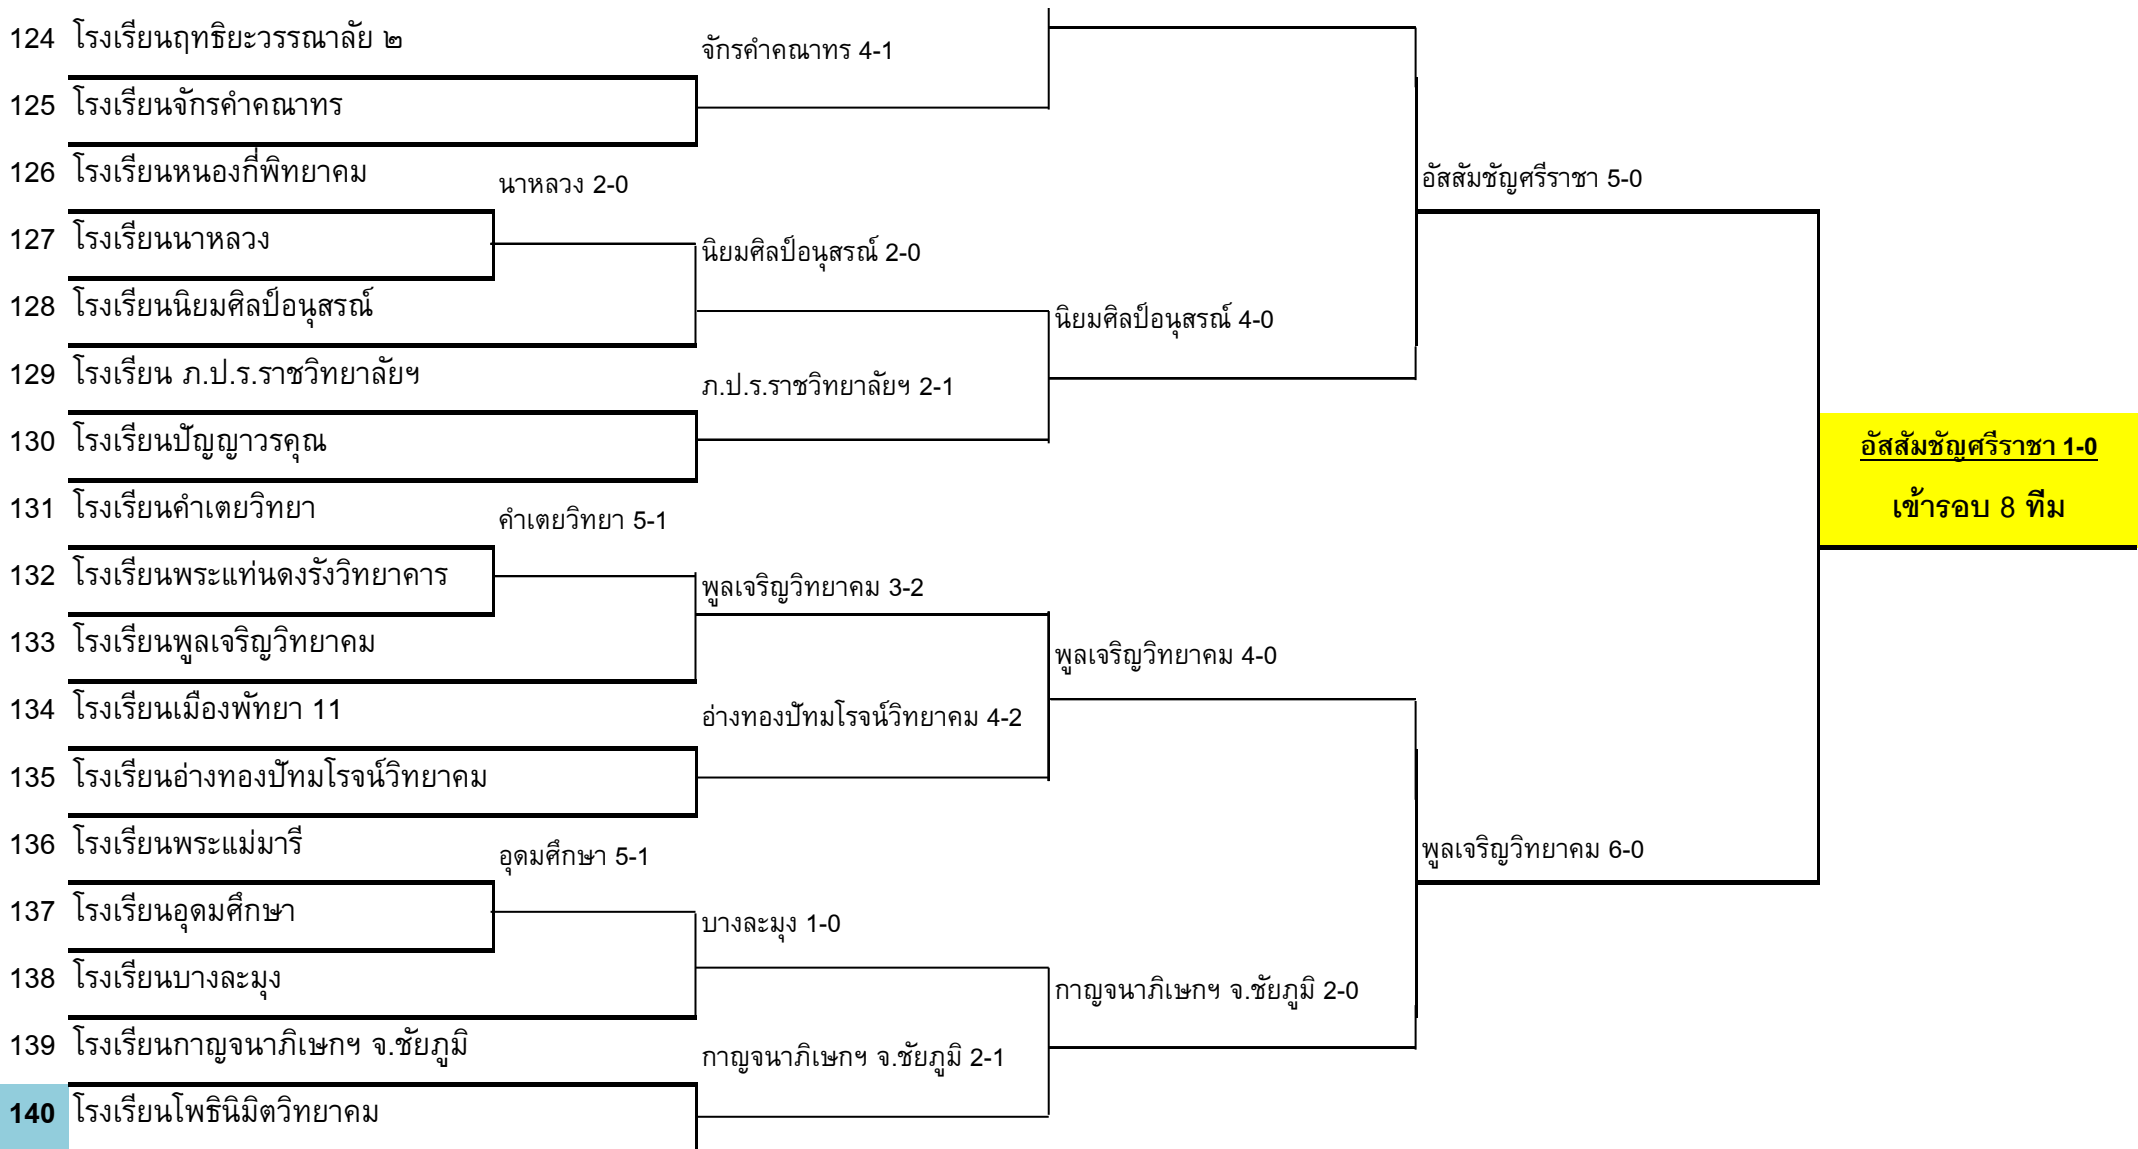 124 โรงเรียนฤทธิยะวรรณาลัย ๒
จักรคำคณาทร 4-1
125 โรงเรียนจักรคำคณาทร
126 โรงเรียนหนองกี่พิทยาคม
นาหลวง 2-0
อัสสัมชัญศรีราชา 5-0
127 โรงเรียนนาหลวง
นิยมศิลป์อนุสรณ์ 2-0
128 โรงเรียนนิยมศิลป์อนุสรณ์
นิยมศิลป์อนุสรณ์ 4-0
129 โรงเรียน ภ.ป.ร.ราชวิทยาลัยฯ
ภ.ป.ร.ราชวิทยาลัยฯ 2-1
130 โรงเรียนปัญญาวรคุณ
อัสสัมชัญศรีราชา 1-0
เข้ารอบ 8 ทีม
131 โรงเรียนคำเตยวิทยา
คำเตยวิทยา 5-1
132 โรงเรียนพระแท่นดงรังวิทยาคาร
พูลเจริญวิทยาคม 3-2
133 โรงเรียนพูลเจริญวิทยาคม
พูลเจริญวิทยาคม 4-0
134 โรงเรียนเมืองพัทยา 11
อ่างทองปัทมโรจน์วิทยาคม 4-2
135 โรงเรียนอ่างทองปัทมโรจน์วิทยาคม
136 โรงเรียนพระแม่มารี
อุดมศึกษา 5-1
พูลเจริญวิทยาคม 6-0
137 โรงเรียนอุดมศึกษา
บางละมุง 1-0
138 โรงเรียนบางละมุง
กาญจนาภิเษกฯ จ.ชัยภูมิ 2-0
139 โรงเรียนกาญจนาภิเษกฯ จ.ชัยภูมิ
กาญจนาภิเษกฯ จ.ชัยภูมิ 2-1
140 โรงเรียนโพธินิมิตวิทยาคม